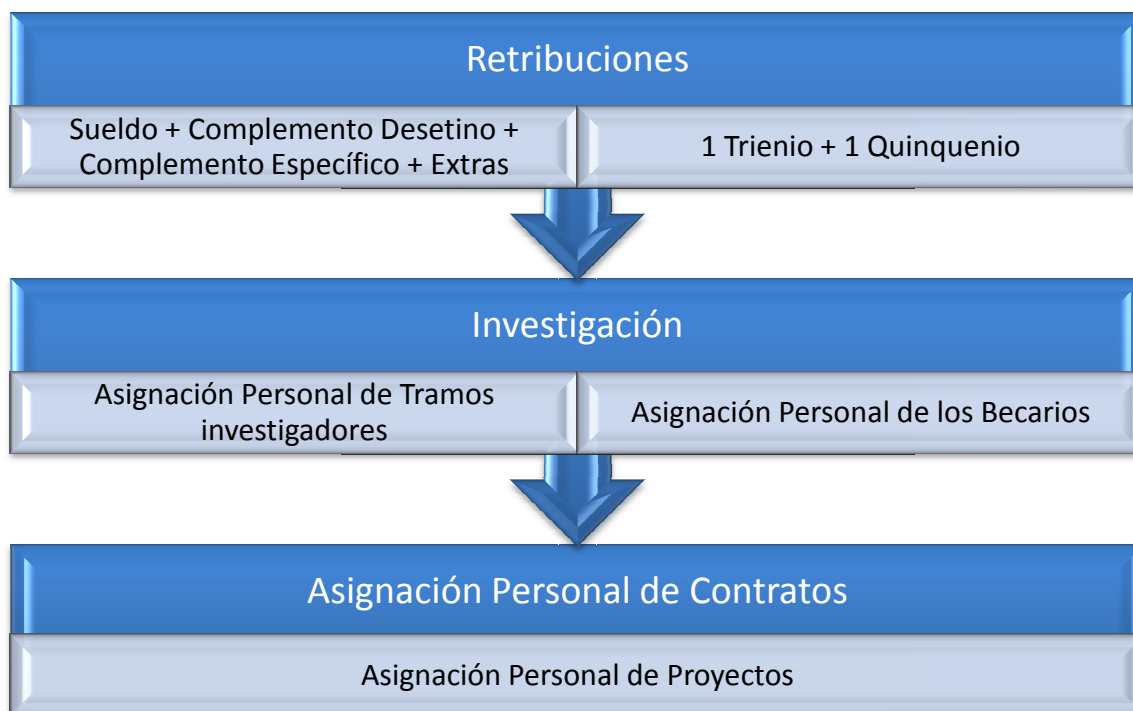 Retribuciones
Sueldo + Complemento Desetino +
Complemento Específico + Extras
1 Trienio + 1 Quinquenio
Investigación
Asignación Personal de Tramos
investigadores
Asignación Personal de los Becarios
Asignación Personal de Contratos
Asignación Personal de Proyectos